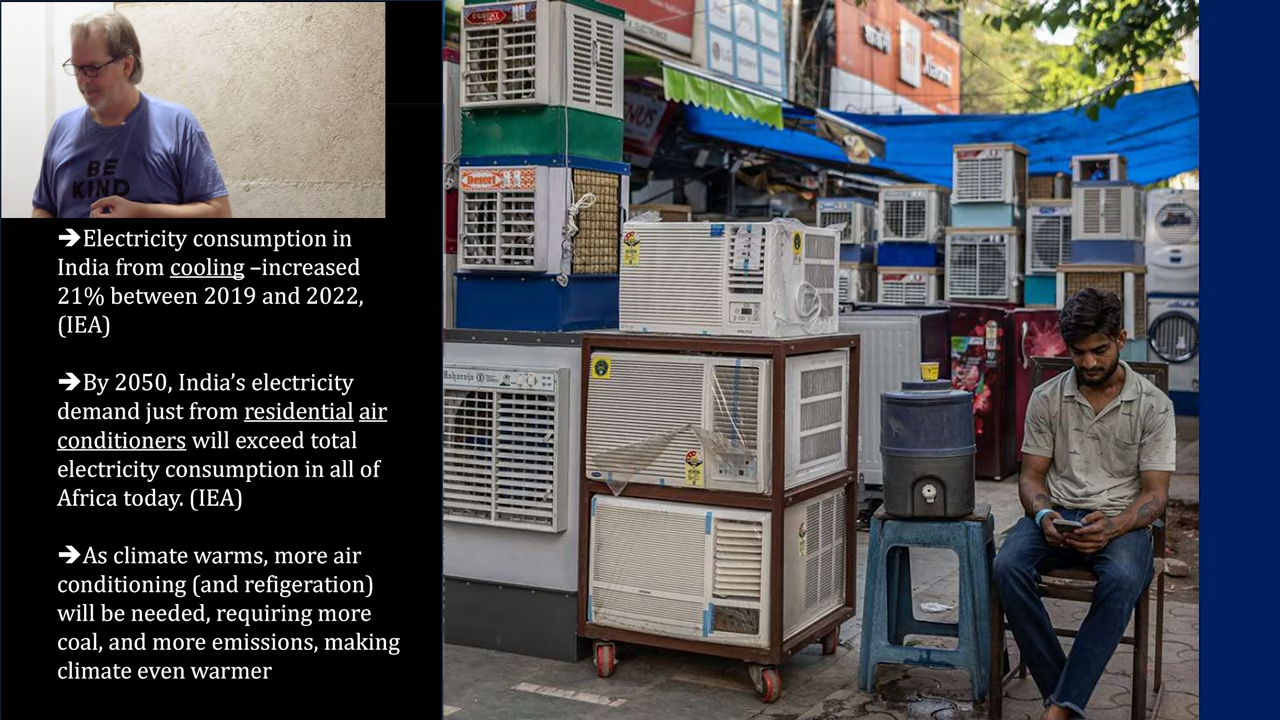 BE
KIND
➔Electricity consumption in
India from cooling –increased
21% between 2019 and 2022,
(IEA)
➔By 2050, India’s electricity
demand just from residential air
conditioners will exceed total
electricity consumption in all of
Africa today. (IEA)
➔As climate warms, more air
conditioning (and refigeration)
will be needed, requiring more
coal, and more emissions, making
climate even warmer
DESERT
Desert
Maharaja
Xiaomi